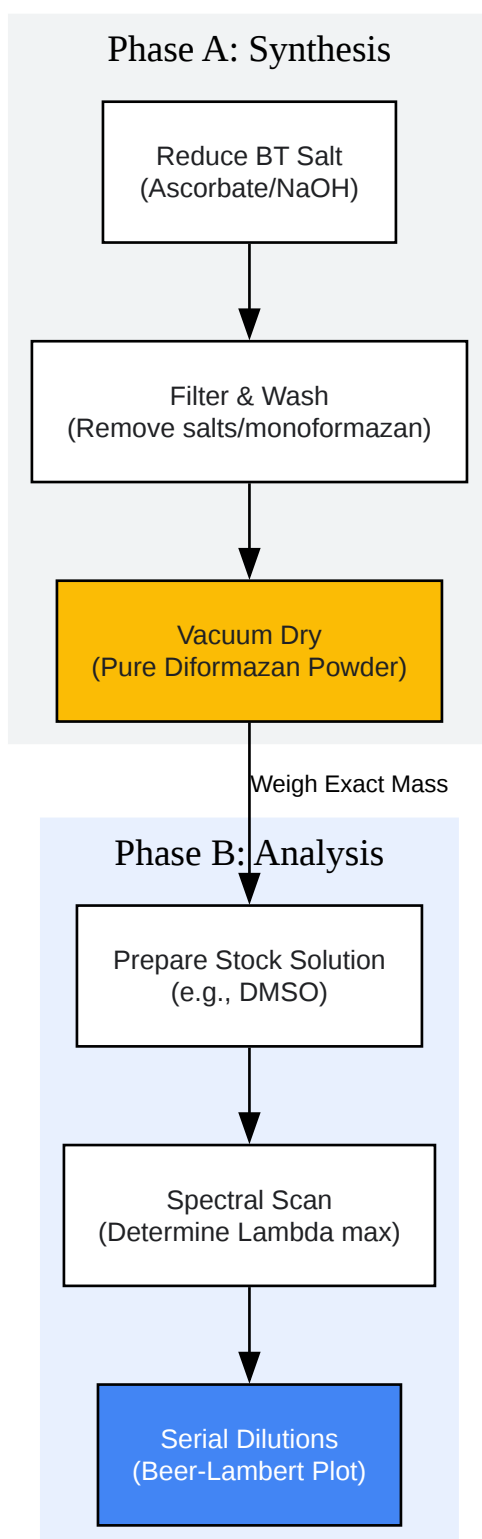 Phase A: Synthesis
Reduce BT Salt
(Ascorbate/NaOH)
Filter & Wash
(Remove salts/monoformazan)
Vacuum Dry
(Pure Diformazan Powder)
Weigh Exact Mass
Phase B: Analysis
Prepare Stock Solution
(e.g., DMSO)
Spectral Scan
(Determine Lambda max)
Serial Dilutions
(Beer-Lambert Plot)